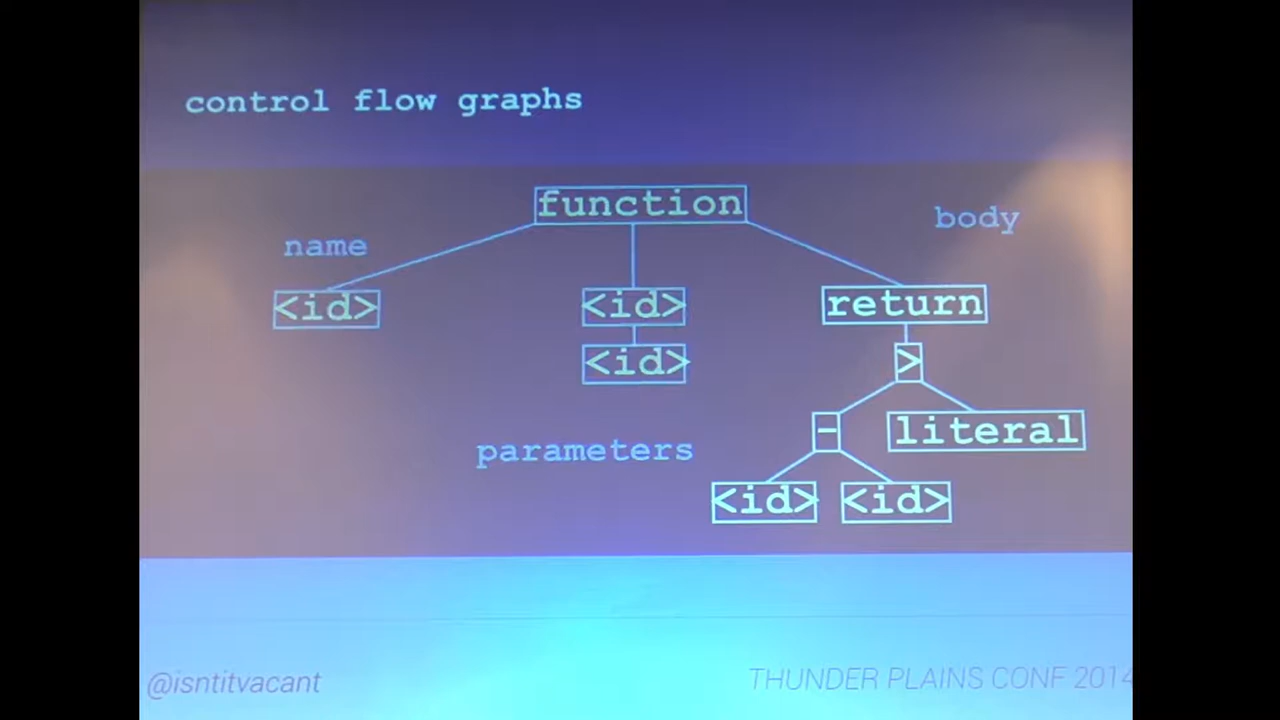 control flow graphs
function
body
name
<id>
<id>
return
<id>
>
-
literal
parameters
<id>
<id>
@isntitvacant
THUNDER PLAINS CONF 2014